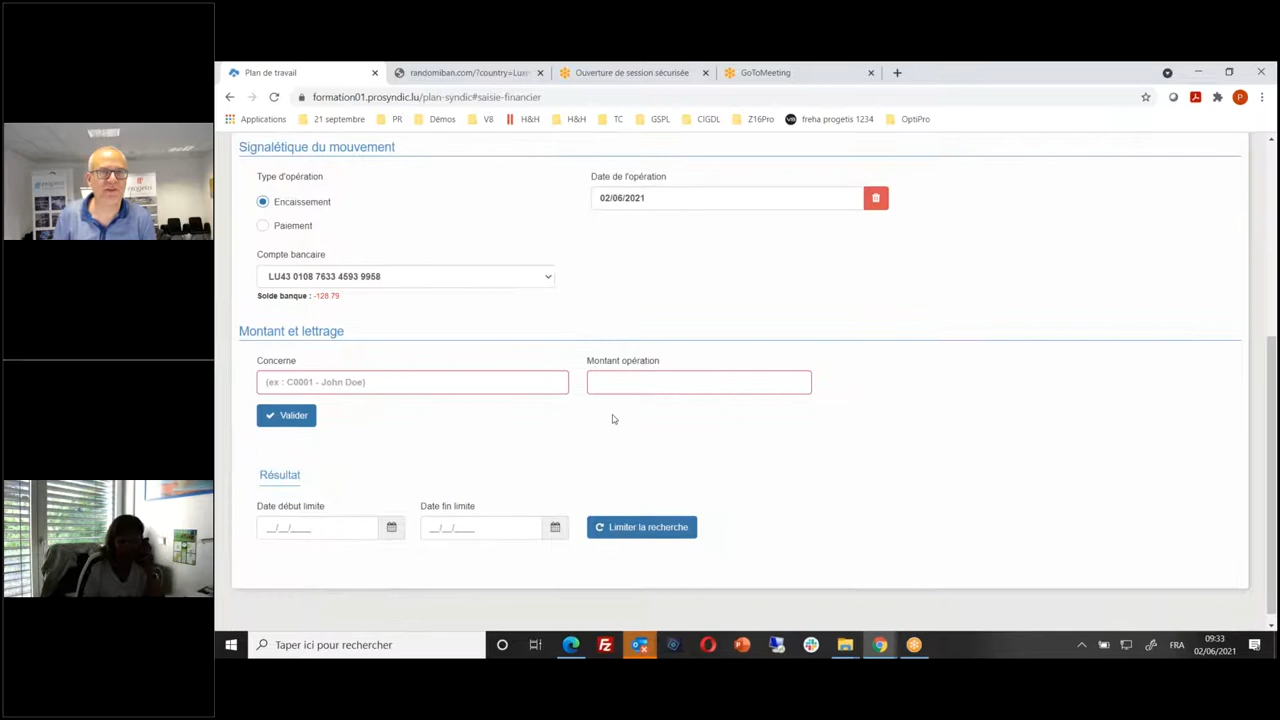 Plan de travail
randomiban.com/?country=Luxe
Ouverture de session sécurisée
GoToMeeting
formation01.prosyndic.lu/plan-syndic#saisie-financier
Applications
21 septembre
PR
Démos
V8
H&H
H&H
TC
GSPL
CIGDL
Z16Pro
freha progetis 1234
OptiPro
Signalétique du mouvement
Type d'opération
Date de l'opération
Encaissement
02/06/2021
Paiement
Compte bancaire
LU43 0108 7633 4593 9958
Solde banque : -128 79
Montant et lettrage
Concerne
Montant opération
(ex : C0001 - John Doe)
Valider
Résultat
Date début limite
Date fin limite
__/__/____
__/__/____
Limiter la recherche
progetis
Taper ici pour rechercher
FRA
09:33
02/06/2021